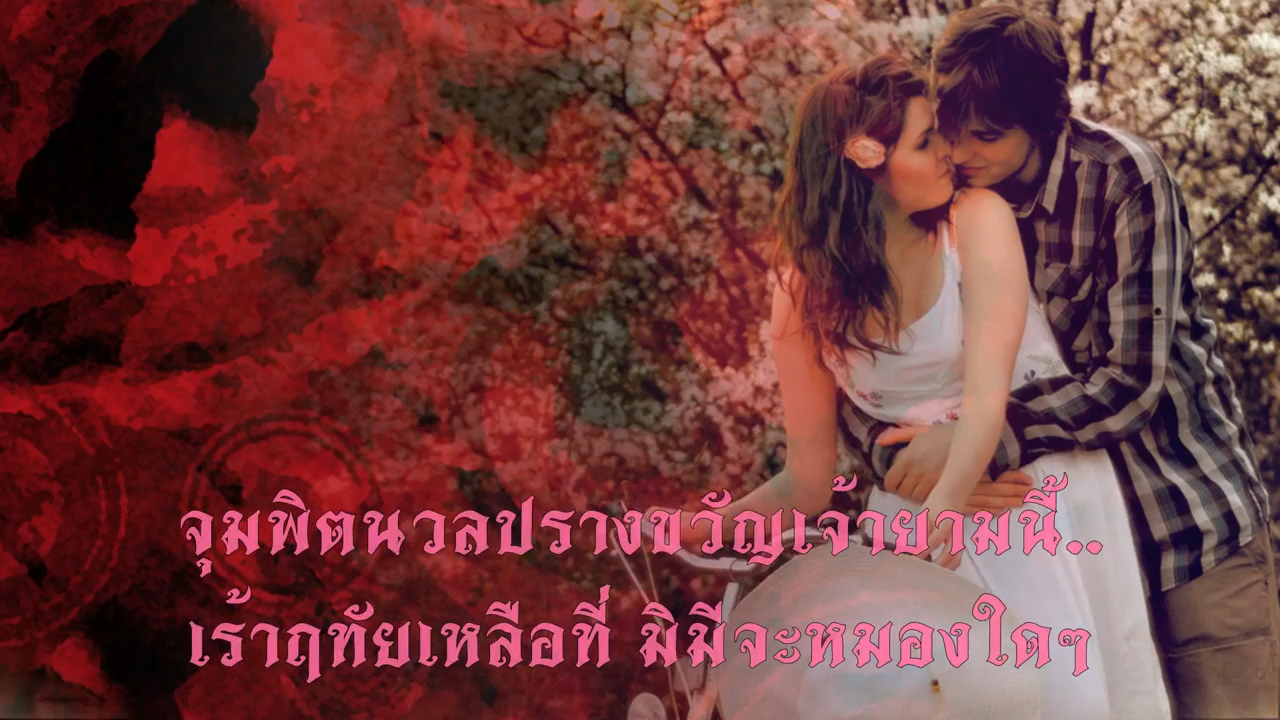 จุมพิตนวลปรางขวัญเจ้ายามนี้..
เร้าฤทัยเหลือที่ มิมีจะหมองใดๆ